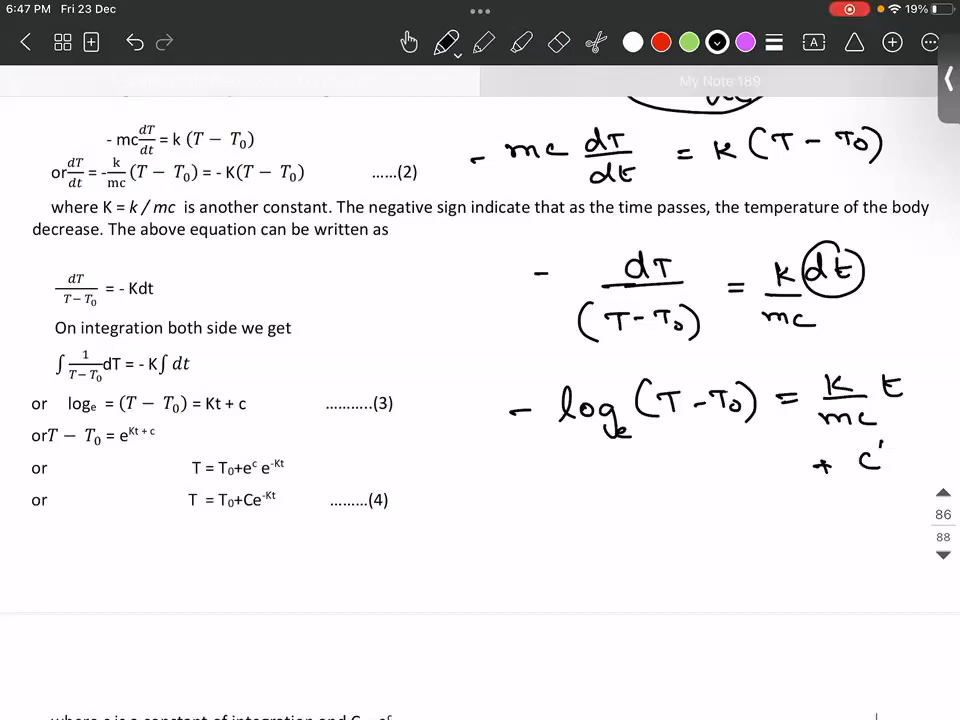 6:47 PM Fri 23 Dec
19%
My Note 189
- mc dT/dt = k (T − T₀)
or dT/dt = - k/mc (T − T₀) = - K(T − T₀) ......(2)
where K = k / mc is another constant. The negative sign indicate that as the time passes, the temperature of the body
decrease. The above equation can be written as
dT/(T − T₀) = - Kdt
On integration both side we get
∫ 1/(T − T₀) dT = - K∫ dt
or logₑ = (T − T₀) = Kt + c ...........(3)
orT − T₀ = e^(Kt + c)
or T = T₀+e^c e^(-Kt)
or T = T₀+Ce^(-Kt) .........(4)
- mc dT/dt = k (T - T₀)
- dT/(T - T₀) = k dt/mc
- logₑ (T - T₀) = k/mc t
+ c'
86
88